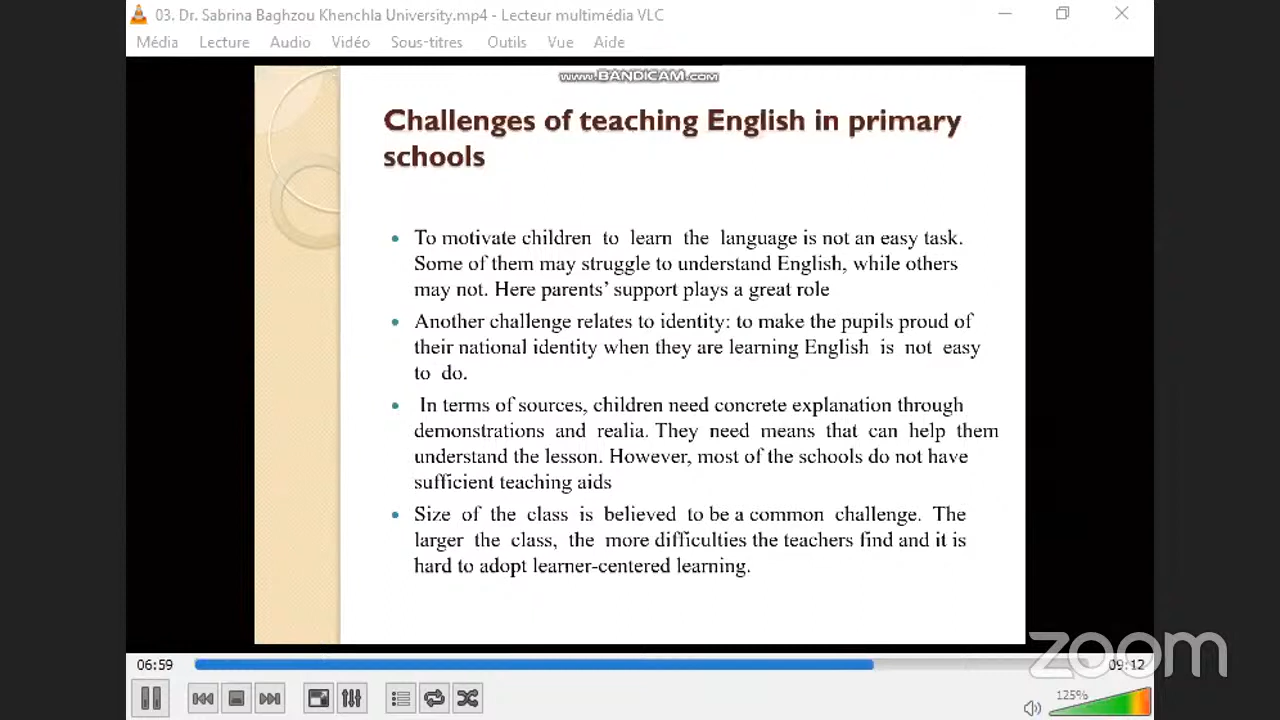 03. Dr. Sabrina Baghzou Khenchla University.mp4 - Lecteur multimédia VLC
Média Lecture Audio Vidéo Sous-titres Outils Vue Aide
www.BANDICAM.com
Challenges of teaching English in primary
schools
• To motivate children to learn the language is not an easy task.
Some of them may struggle to understand English, while others
may not. Here parents’ support plays a great role
• Another challenge relates to identity: to make the pupils proud of
their national identity when they are learning English is not easy
to do.
• In terms of sources, children need concrete explanation through
demonstrations and realia. They need means that can help them
understand the lesson. However, most of the schools do not have
sufficient teaching aids
• Size of the class is believed to be a common challenge. The
larger the class, the more difficulties the teachers find and it is
hard to adopt learner-centered learning.
zoom
06:59
09:12
125%